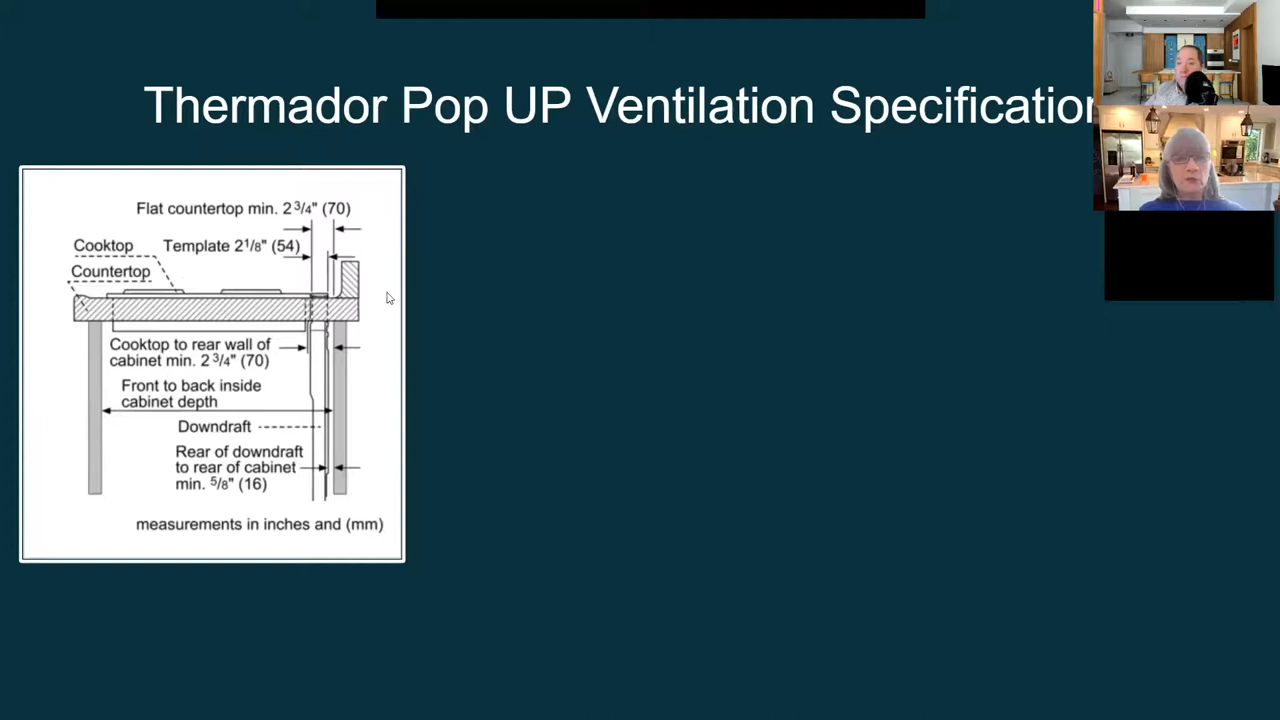 Thermador Pop UP Ventilation Specification
Flat countertop min. 2 3/4" (70)
Cooktop
Template 2 1/8" (54)
Countertop
Cooktop to rear wall of
cabinet min. 2 3/4" (70)
Front to back inside
cabinet depth
Downdraft
Rear of downdraft
to rear of cabinet
min. 5/8" (16)
measurements in inches and (mm)